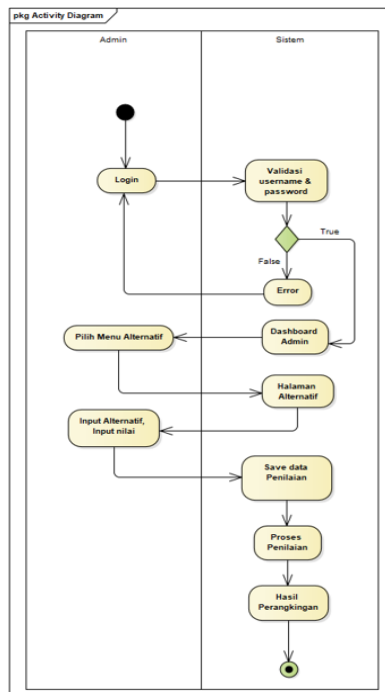 pkg Activity Diagram
Admin
Sistem
Login
Validasi
username &
password
True
False
Error
Dashboard
Admin
Pilih Menu Alternatif
Halaman
Alternatif
Input Alternatif,
Input nilai
Save data
Penilaian
Proses
Penilaian
Hasil
Perangkingan